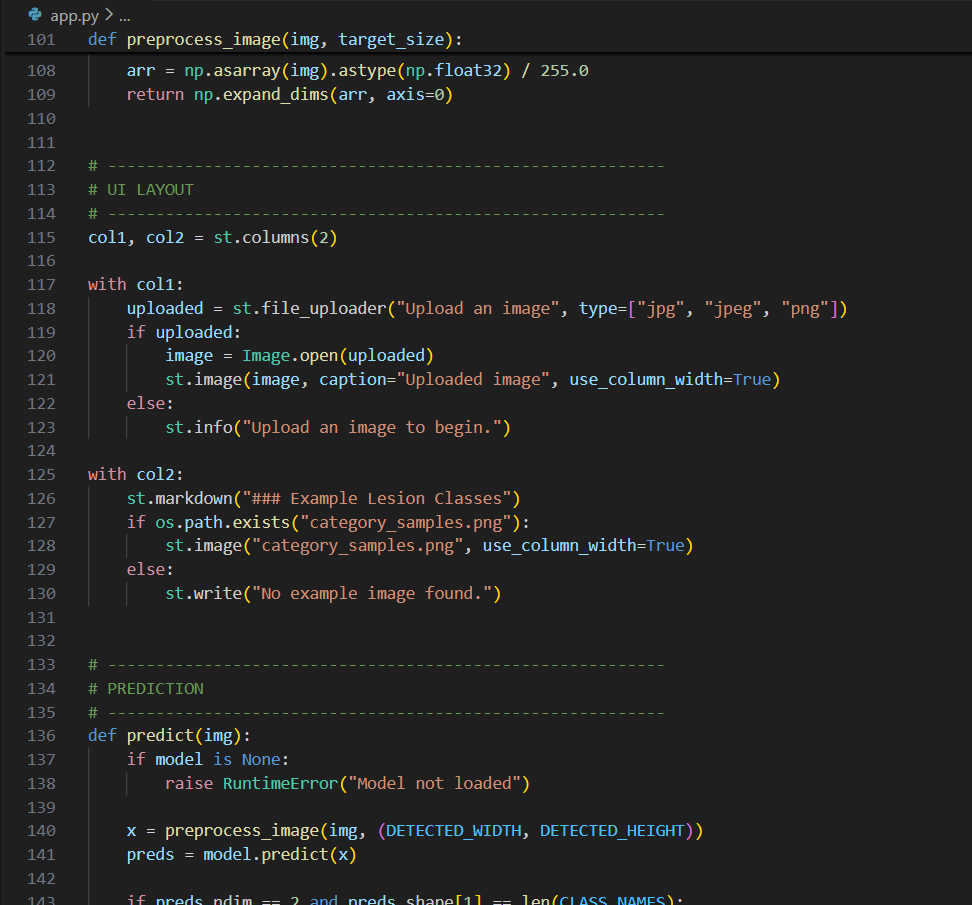 app.py > ...
101 def preprocess_image(img, target_size):
108     arr = np.asarray(img).astype(np.float32) / 255.0
109     return np.expand_dims(arr, axis=0)
110
111
112 # ----------------------------------------------------------
113 # UI LAYOUT
114 # ----------------------------------------------------------
115 col1, col2 = st.columns(2)
116
117 with col1:
118     uploaded = st.file_uploader("Upload an image", type=["jpg", "jpeg", "png"])
119     if uploaded:
120         image = Image.open(uploaded)
121         st.image(image, caption="Uploaded image", use_column_width=True)
122     else:
123         st.info("Upload an image to begin.")
124
125 with col2:
126     st.markdown("### Example Lesion Classes")
127     if os.path.exists("category_samples.png"):
128         st.image("category_samples.png", use_column_width=True)
129     else:
130         st.write("No example image found.")
131
132
133 # ----------------------------------------------------------
134 # PREDICTION
135 # ----------------------------------------------------------
136 def predict(img):
137     if model is None:
138         raise RuntimeError("Model not loaded")
139
140     x = preprocess_image(img, (DETECTED_WIDTH, DETECTED_HEIGHT))
141     preds = model.predict(x)
142
143     if preds.ndim == 2 and preds.shape[1] == len(CLASS_NAMES):